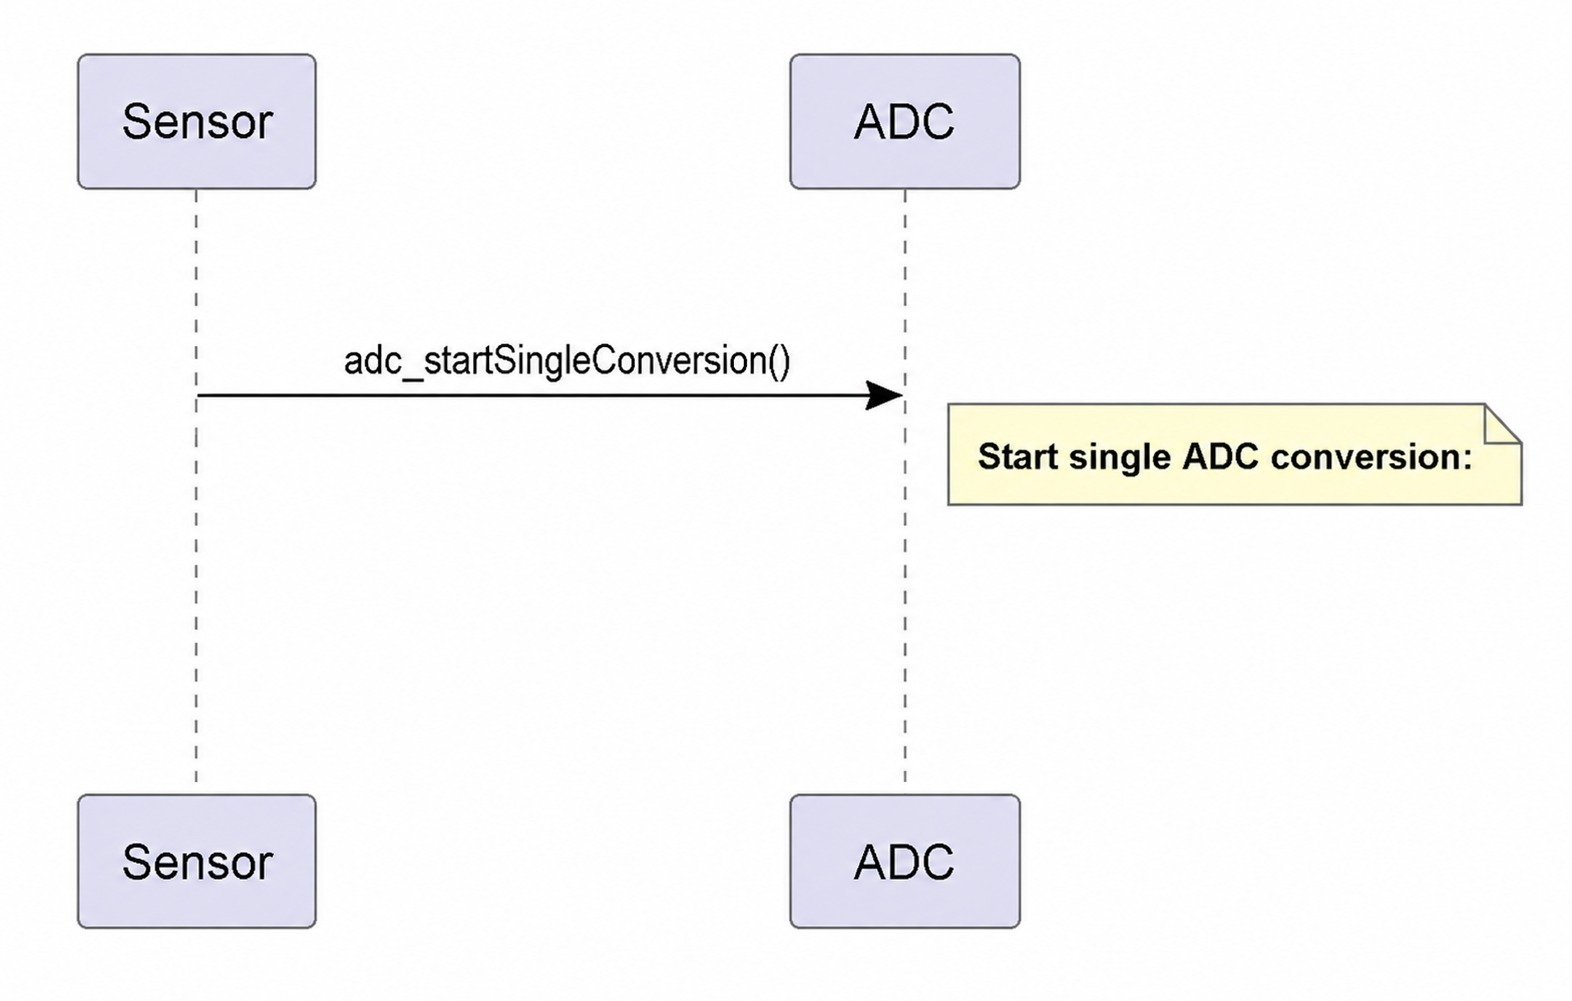 Sensor
ADC
adc_startSingleConversion()
Start single ADC conversion:
Sensor
ADC